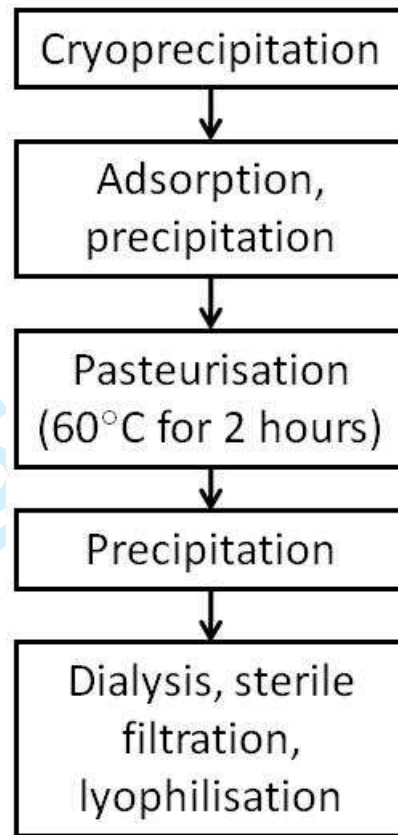 Cryoprecipitation
Adsorption,
precipitation
Pasteurisation
(60°C for 2 hours)
Precipitation
Dialysis, sterile
filtration,
lyophilisation